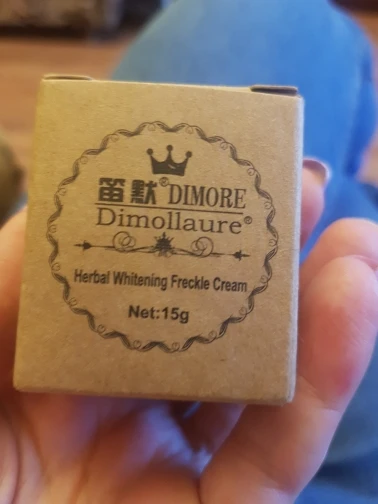 笛默® DIMORE
Dimollaure®
Herbal Whitening Freckle Cream
Net:15g